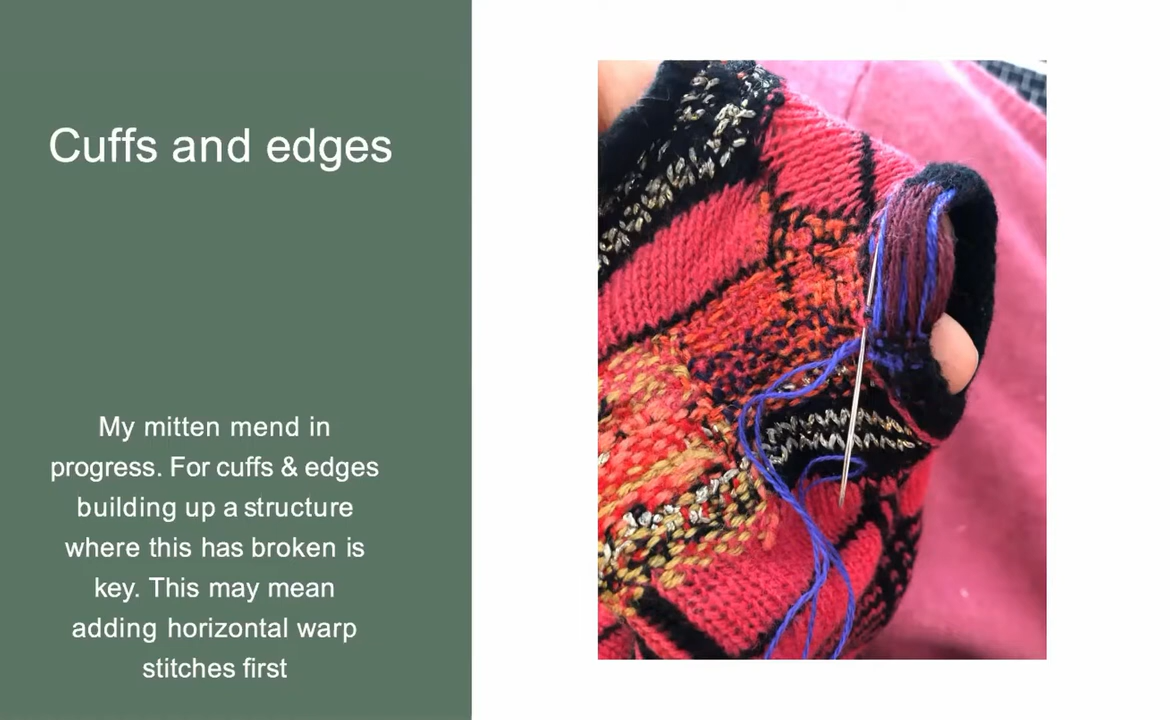 Cuffs and edges
My mitten mend in
progress. For cuffs & edges
building up a structure
where this has broken is
key. This may mean
adding horizontal warp
stitches first